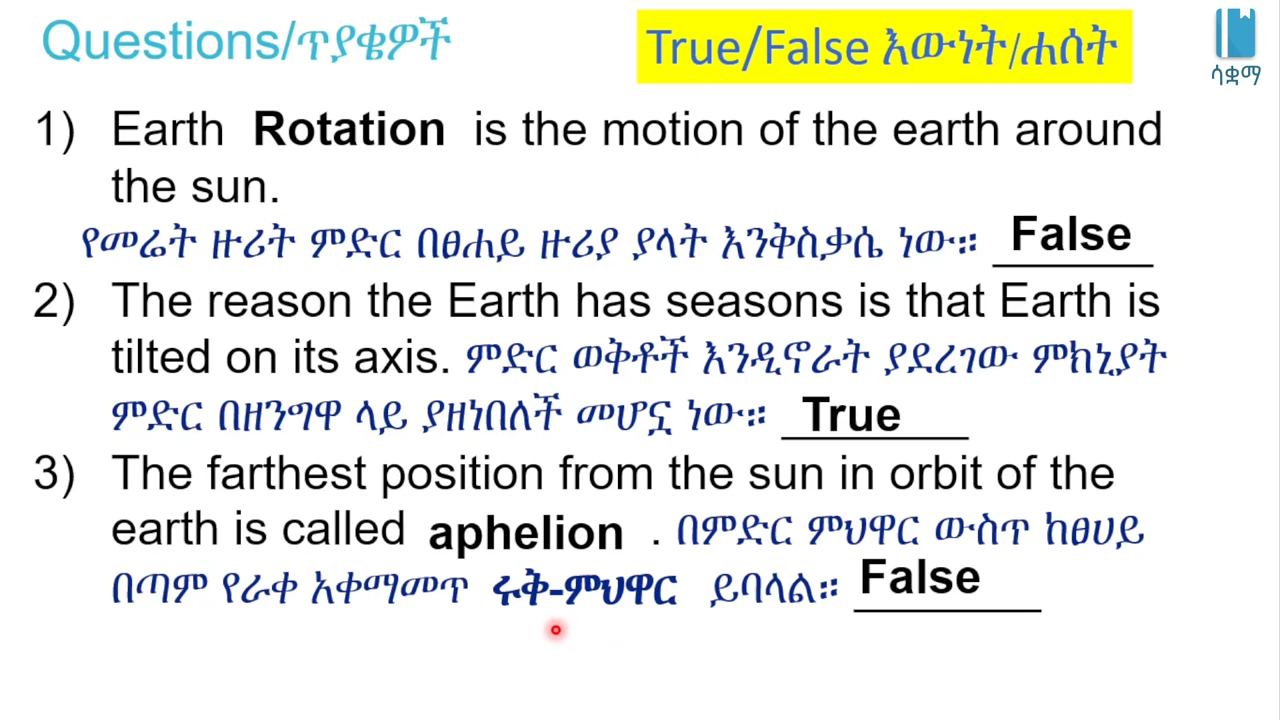 Questions/ጥያቄዎች
True/False እውነት/ሐሰት
ሳቋማ
1) Earth Rotation is the motion of the earth around
the sun.
የመሬት ዙሪት ምድር በፀሐይ ዙሪያ ያላት እንቅስቃሴ ነው። False
2) The reason the Earth has seasons is that Earth is
tilted on its axis. ምድር ወቅቶች እንዲኖራት ያደረገው ምክኒያት
ምድር በዘንግዋ ላይ ያዘነበለች መሆኗ ነው። True
3) The farthest position from the sun in orbit of the
earth is called aphelion . በምድር ምህዋር ውስጥ ከፀሀይ
በጣም የራቀ አቀማመጥ ሩቅ-ምህዋር ይባላል። False